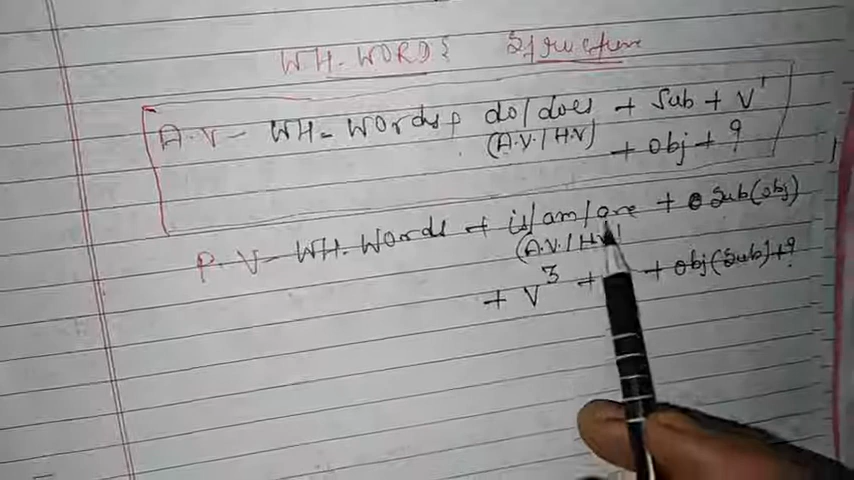 WH-WORDS Structure
A.V - WH-Words + do/does + Sub + V¹
(A.V./H.V)
+ Obj + ?
P.V - WH-Words + is/am/are + Sub(obj)
(A.V/H.V)
+ V³ + + obj(Sub)+?